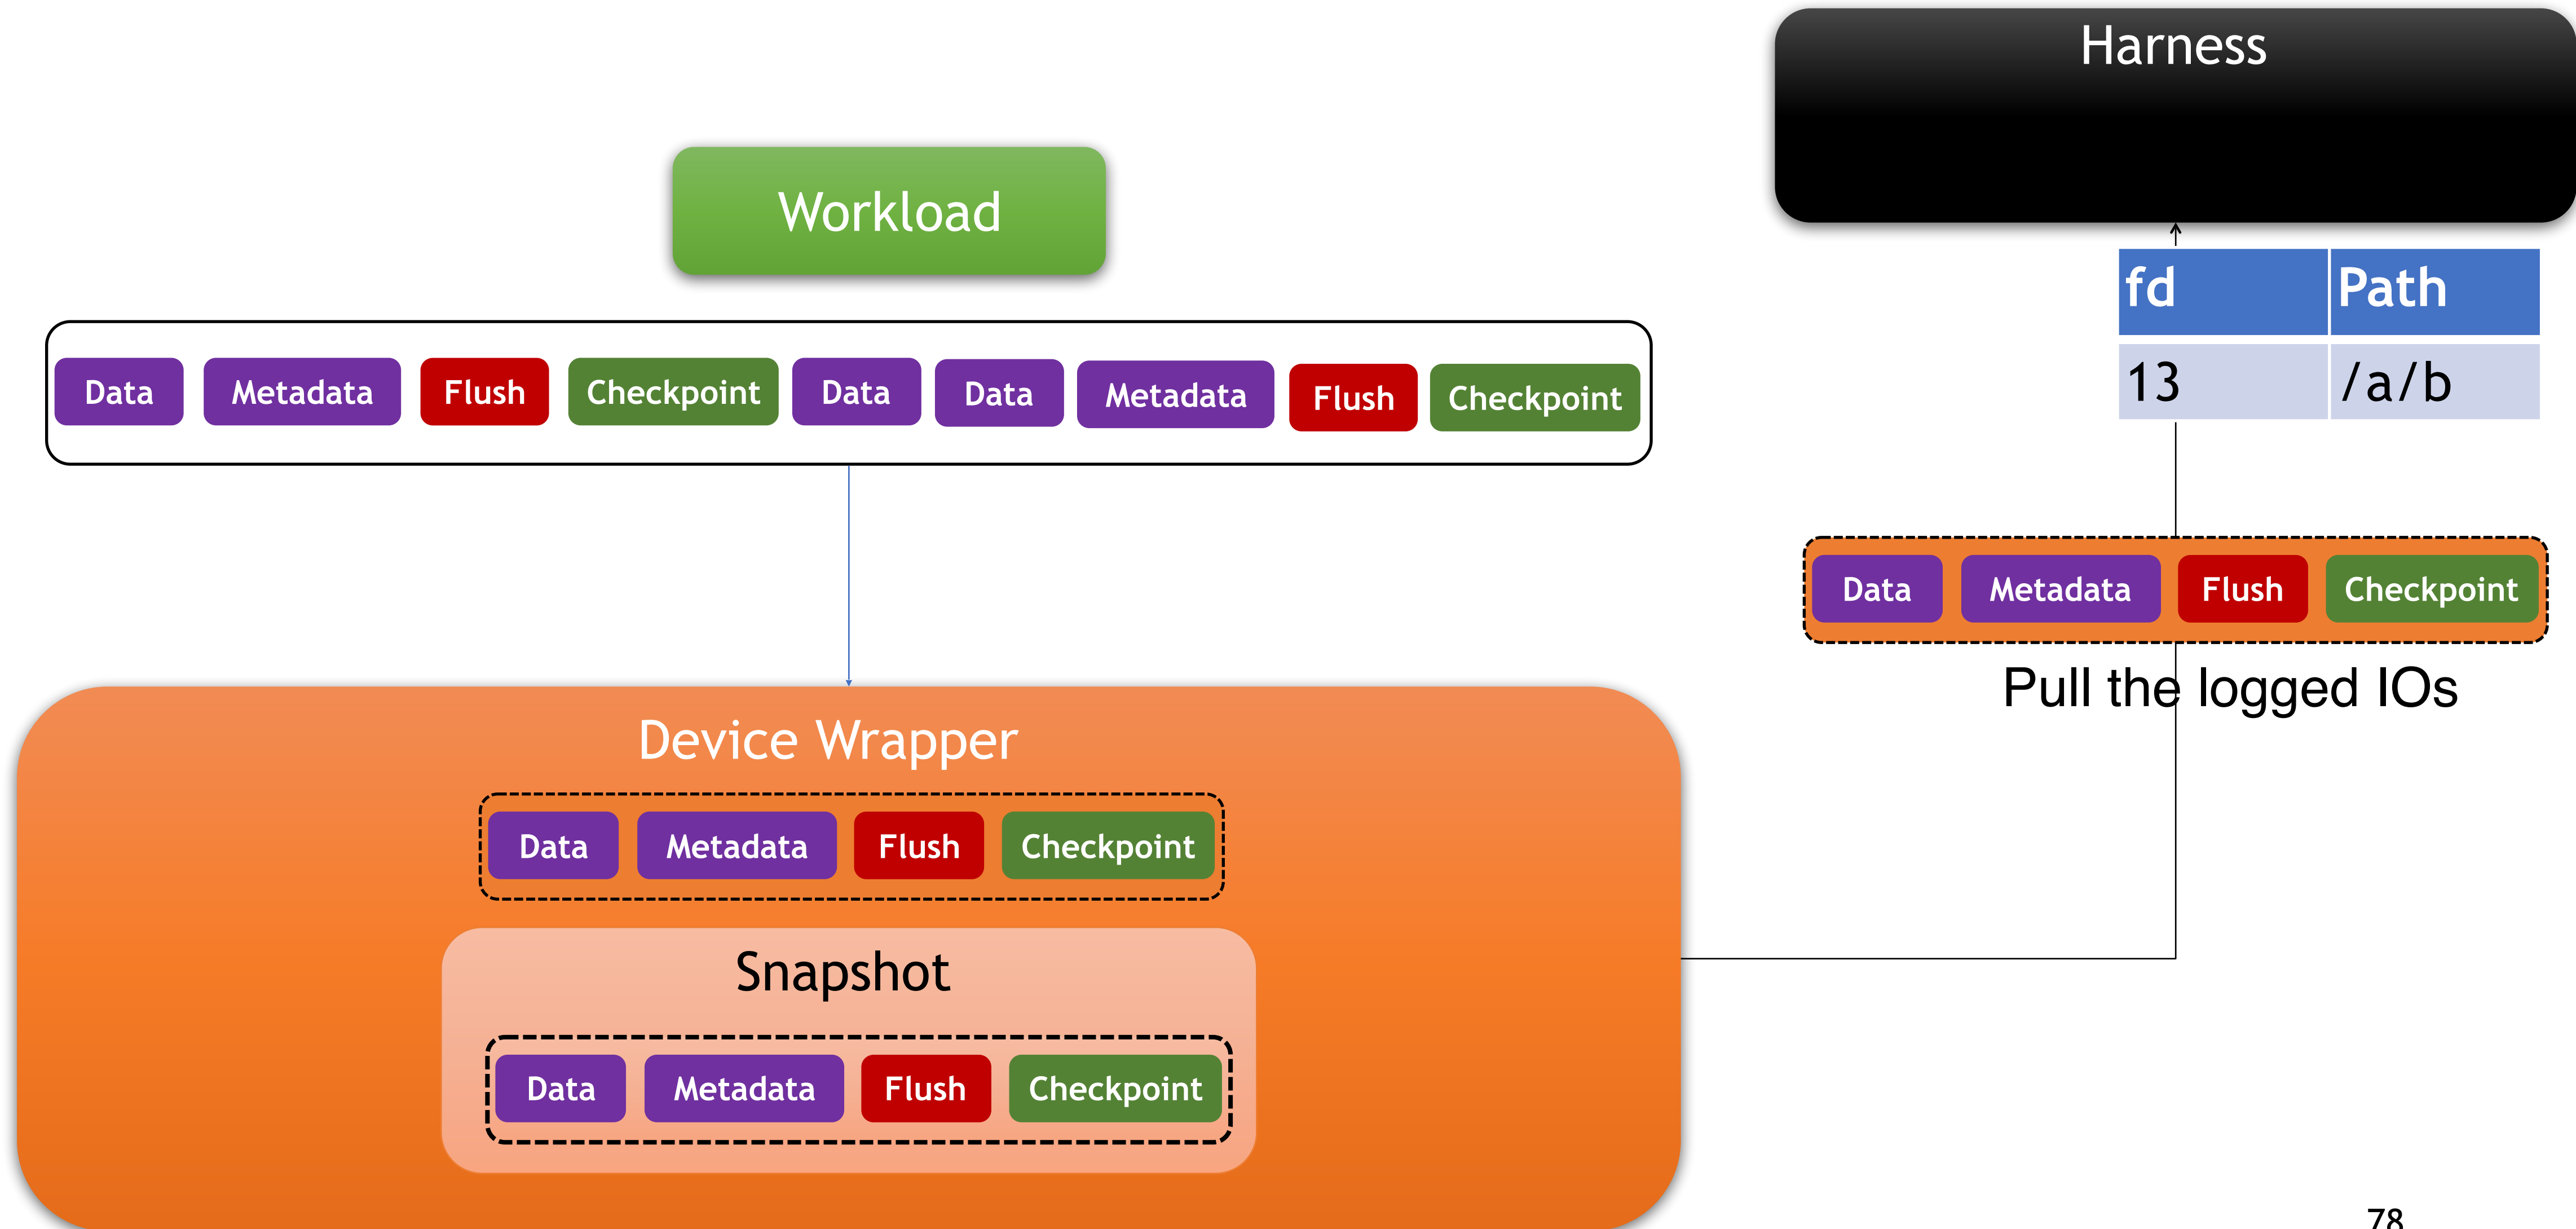 Harness
Workload
fd Path
13 /a/b
Data Metadata Flush Checkpoint Data Data Metadata Flush Checkpoint
Data Metadata Flush Checkpoint
Pull the logged IOs
Device Wrapper
Data Metadata Flush Checkpoint
Snapshot
Data Metadata Flush Checkpoint
78